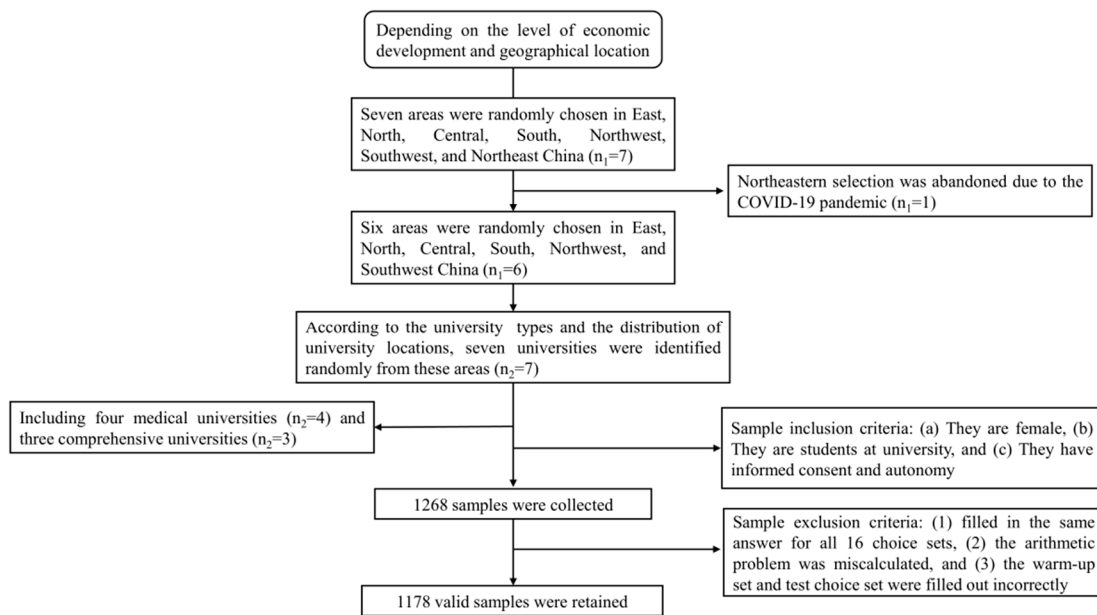 Depending on the level of economic
development and geographical location
Seven areas were randomly chosen in East,
North, Central, South, Northwest,
Southwest, and Northeast China (n₁=7)
Northeastern selection was abandoned due to the
COVID-19 pandemic (n₁=1)
Six areas were randomly chosen in East,
North, Central, South, Northwest, and
Southwest China (n₁=6)
According to the university types and the distribution of
university locations, seven universities were identified
randomly from these areas (n₂=7)
Including four medical universities (n₂=4) and
three comprehensive universities (n₂=3)
Sample inclusion criteria: (a) They are female, (b)
They are students at university, and (c) They have
informed consent and autonomy
1268 samples were collected
Sample exclusion criteria: (1) filled in the same
answer for all 16 choice sets, (2) the arithmetic
problem was miscalculated, and (3) the warm-up
set and test choice set were filled out incorrectly
1178 valid samples were retained